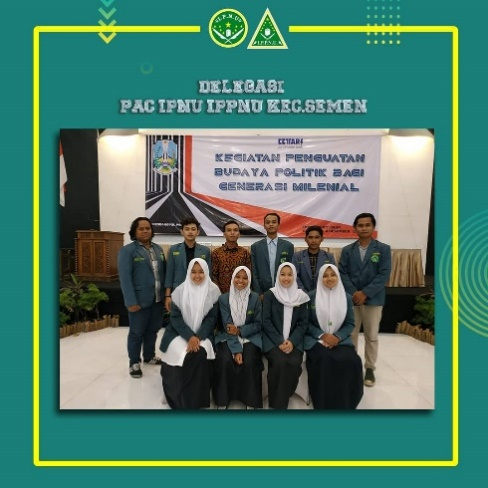 I.P.N.U
I.P.P.N.U
DELEGASI
PAC IPNU IPPNU KEC.SEMEN
KEGIATAN PENGUATAN
BUDAYA POLITIK BAGI
GENERASI MILENIAL